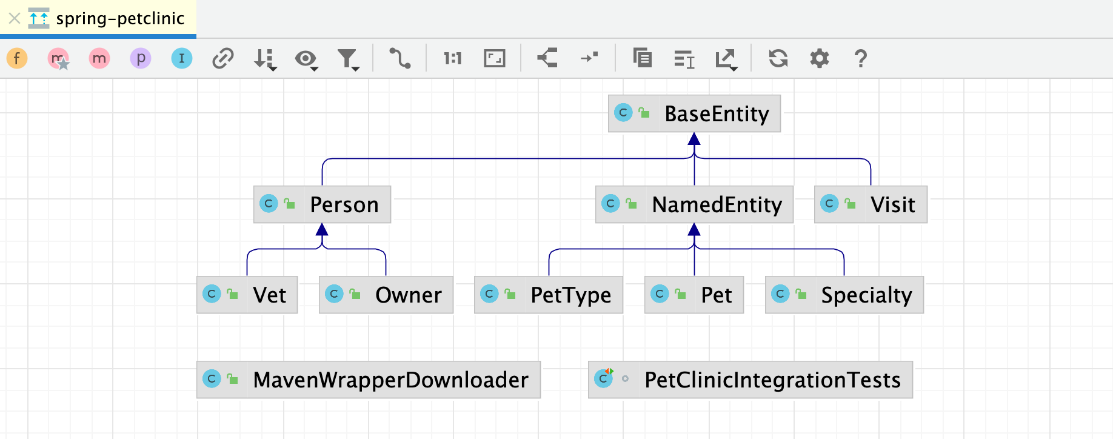 spring-petclinic
f m m p I 1:1 ?
C BaseEntity
C Person C NamedEntity C Visit
C Vet C Owner C PetType C Pet C Specialty
C MavenWrapperDownloader C PetClinicIntegrationTests